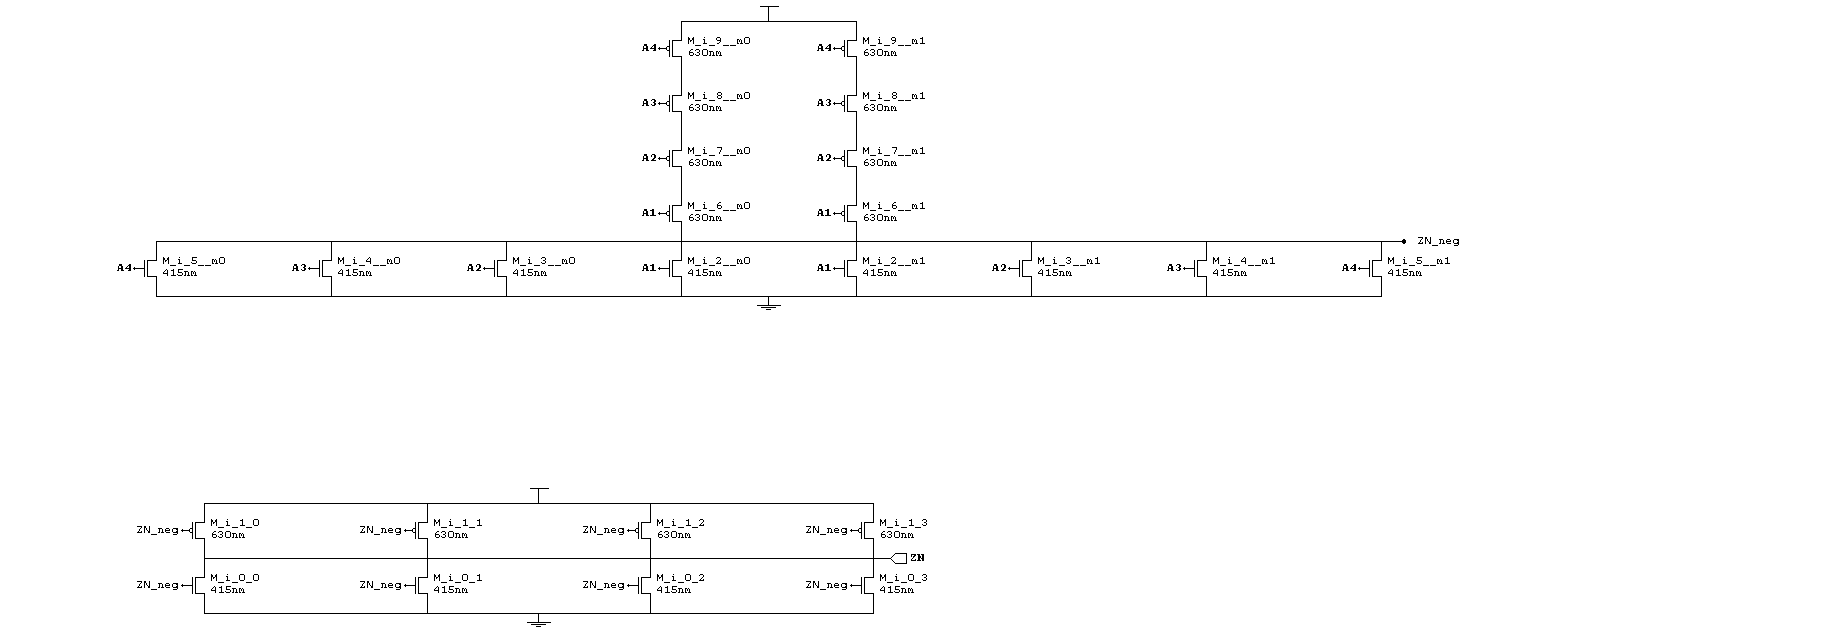 A4 M_i_9__m0 A4 M_i_9__m1
630nm 630nm
A3 M_i_8__m0 A3 M_i_8__m1
630nm 630nm
A2 M_i_7__m0 A2 M_i_7__m1
630nm 630nm
A1 M_i_6__m0 A1 M_i_6__m1
630nm 630nm
ZN_neg
A4 M_i_5__m0 A3 M_i_4__m0 A2 M_i_3__m0 A1 M_i_2__m0 A1 M_i_2__m1 A2 M_i_3__m1 A3 M_i_4__m1 A4 M_i_5__m1
415nm 415nm 415nm 415nm 415nm 415nm 415nm 415nm
ZN_neg M_i_1_0 ZN_neg M_i_1_1 ZN_neg M_i_1_2 ZN_neg M_i_1_3
630nm 630nm 630nm 630nm
ZN
ZN_neg M_i_0_0 ZN_neg M_i_0_1 ZN_neg M_i_0_2 ZN_neg M_i_0_3
415nm 415nm 415nm 415nm